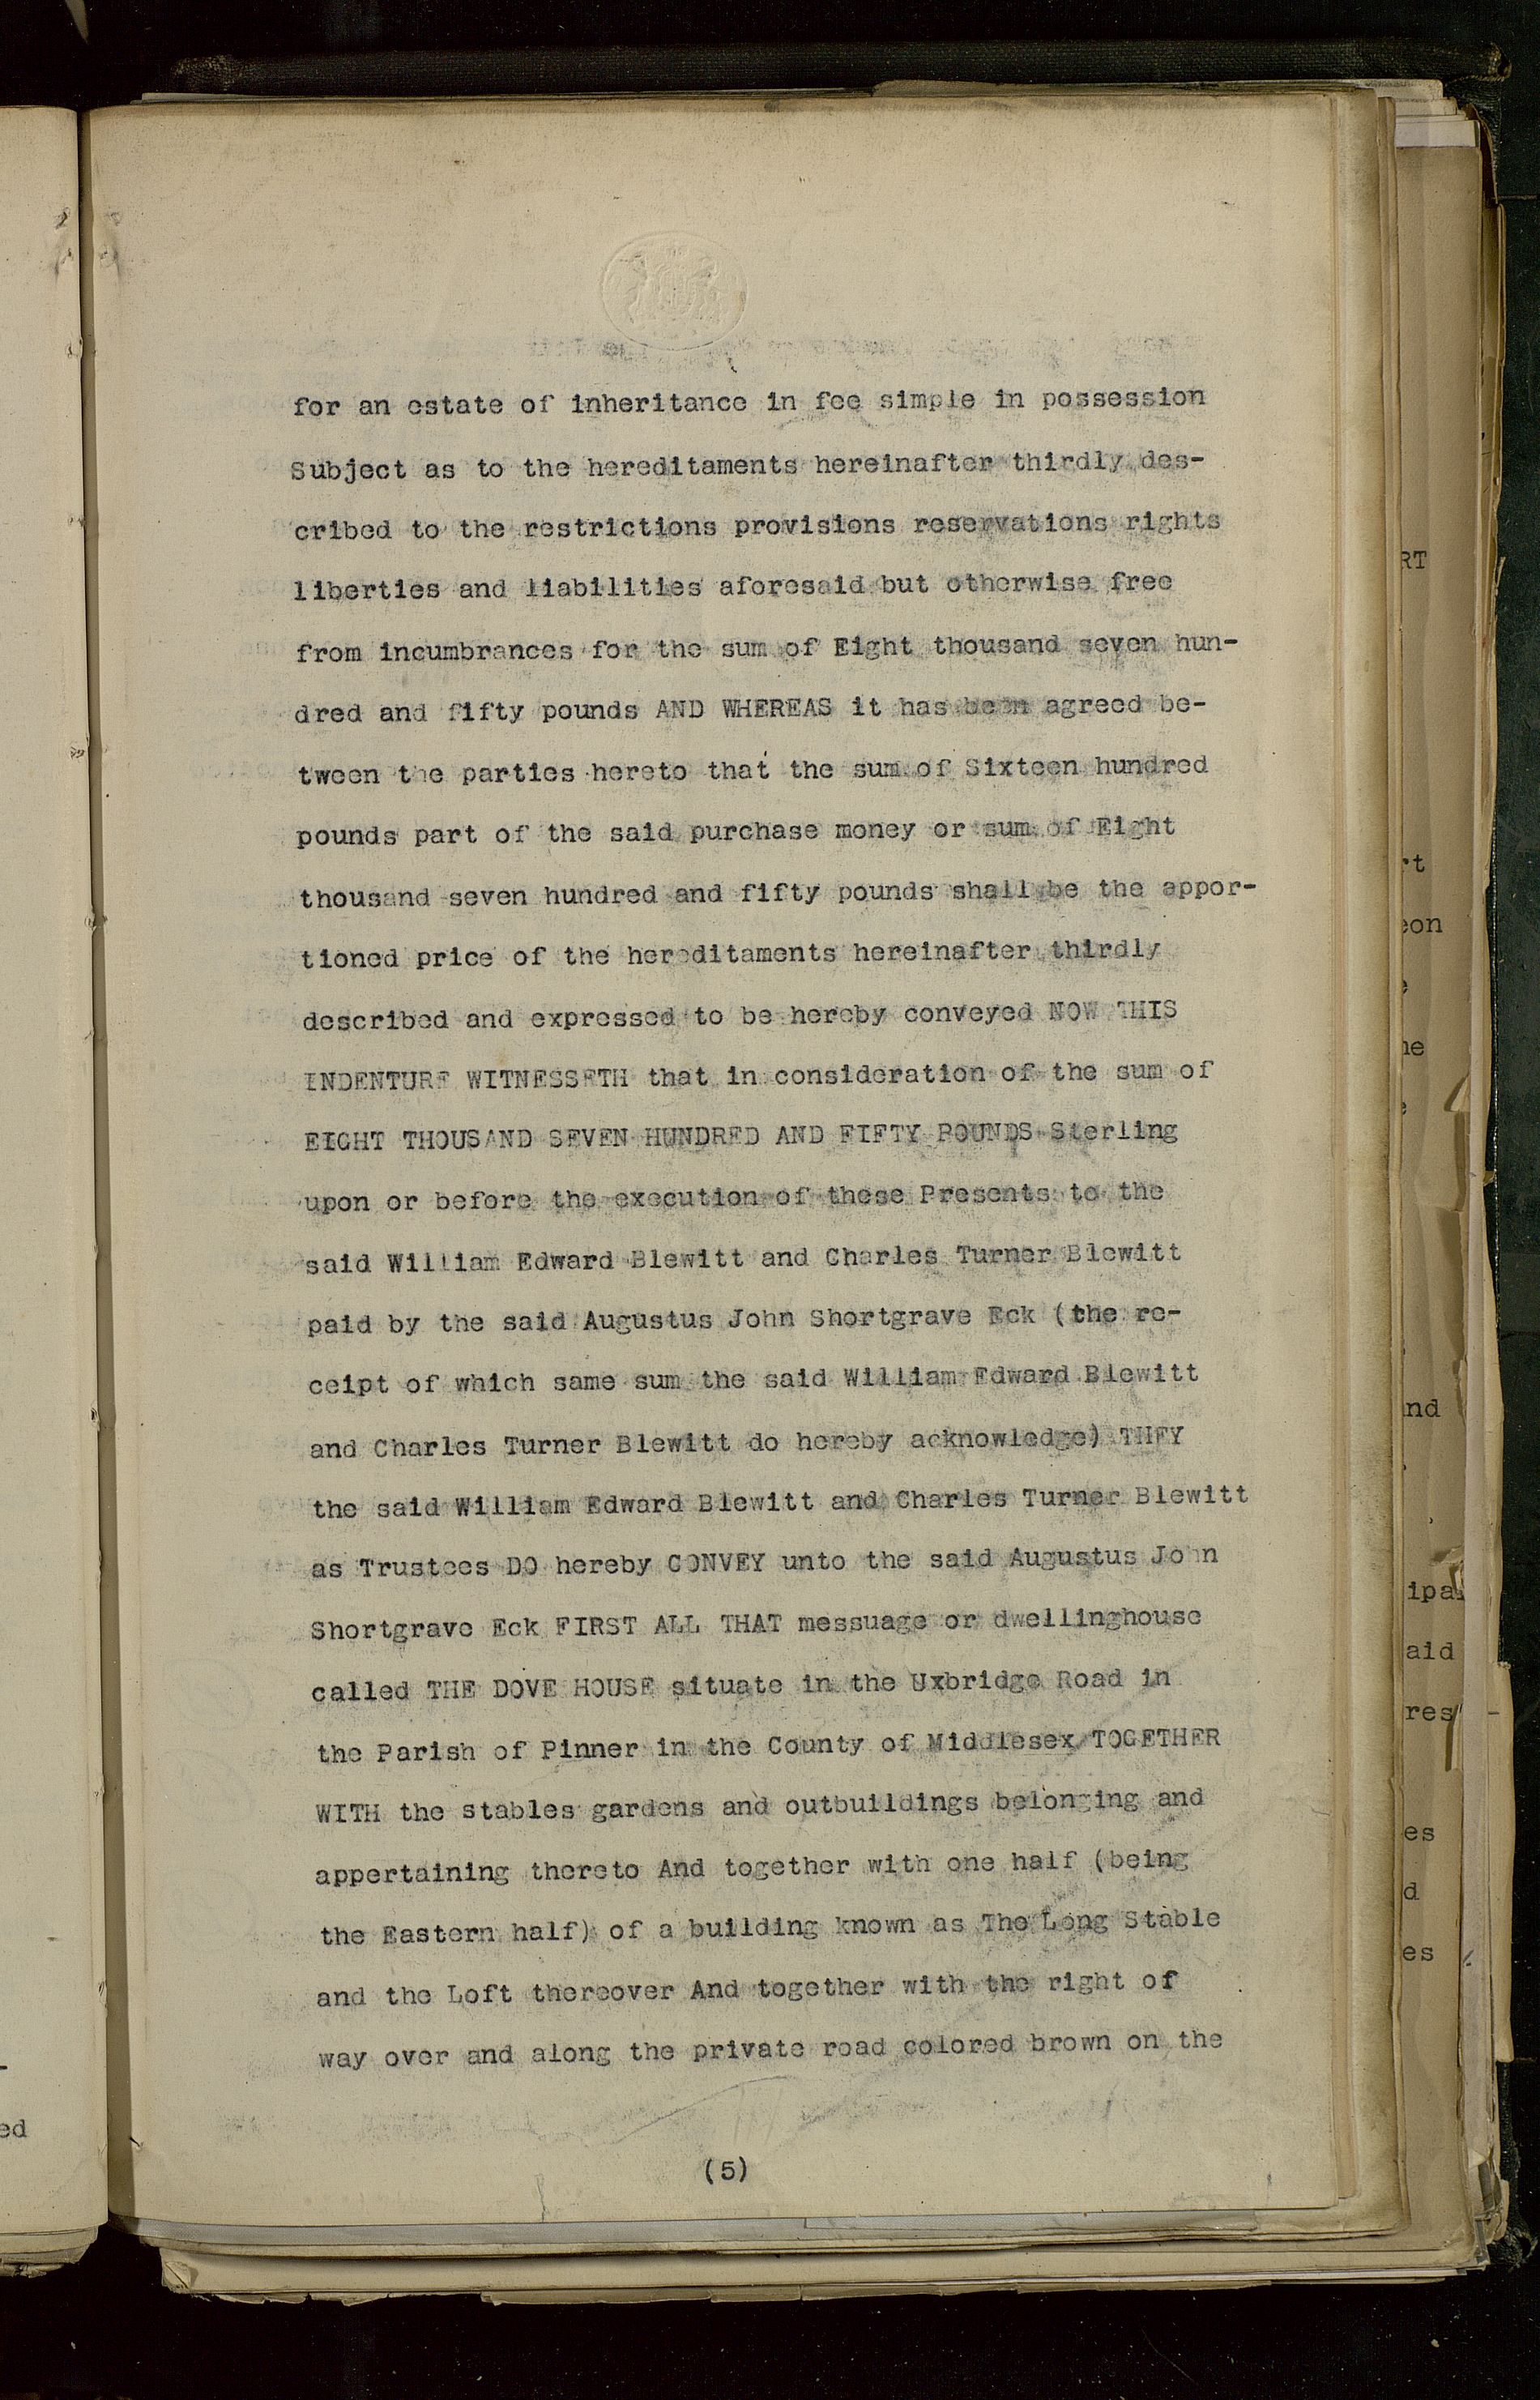 for an estate of inheritance in fee simple in possession
Subject as to the hereditaments hereinafter thirdly des-
cribed to the restrictions provisions reservations rights
liberties and liabilities aforesaid but otherwise free
from incumbrances for the sum of Eight thousand seven hun-
dred and fifty pounds AND WHEREAS it has been agreed be-
tween the parties hereto that the sum of Sixteen hundred
pounds part of the said purchase money or sum of Eight
thousand seven hundred and fifty pounds shall be the appor-
tioned price of the hereditaments hereinafter thirdly
described and expressed to be hereby conveyed NOW THIS
INDENTURE WITNESSETH that in consideration of the sum of
EIGHT THOUSAND SEVEN HUNDRED AND FIFTY POUNDS Sterling
upon or before the execution of these Presents to the
said William Edward Blewitt and Charles Turner Blewitt
paid by the said Augustus John Shortgrave Eck (the re-
ceipt of which same sum the said William Edward Blewitt
and Charles Turner Blewitt do hereby acknowledge) THEY
the said William Edward Blewitt and Charles Turner Blewitt
as Trustees DO hereby CONVEY unto the said Augustus John
Shortgrave Eck FIRST ALL THAT messuage or dwellinghouse
called THE DOVE HOUSE situate in the Uxbridge Road in
the Parish of Pinner in the County of Middlesex TOGETHER
WITH the stables gardens and outbuildings belonging and
appertaining thereto And together with one half (being
the Eastern half) of a building known as The Long Stable
and the Loft thereover And together with the right of
way over and along the private road colored brown on the
(5)
ed
RT
rt
eon
e
he
e
nd
ipal
aid
res
es
d
es